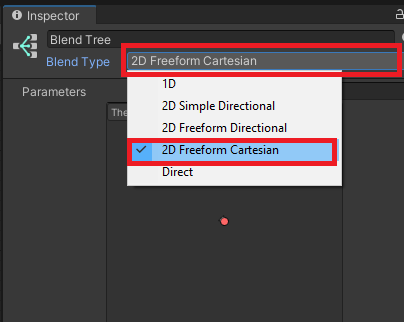 Inspector
Blend Tree
Blend Type
2D Freeform Cartesian
1D
2D Simple Directional
2D Freeform Directional
2D Freeform Cartesian
Direct
Parameters
The